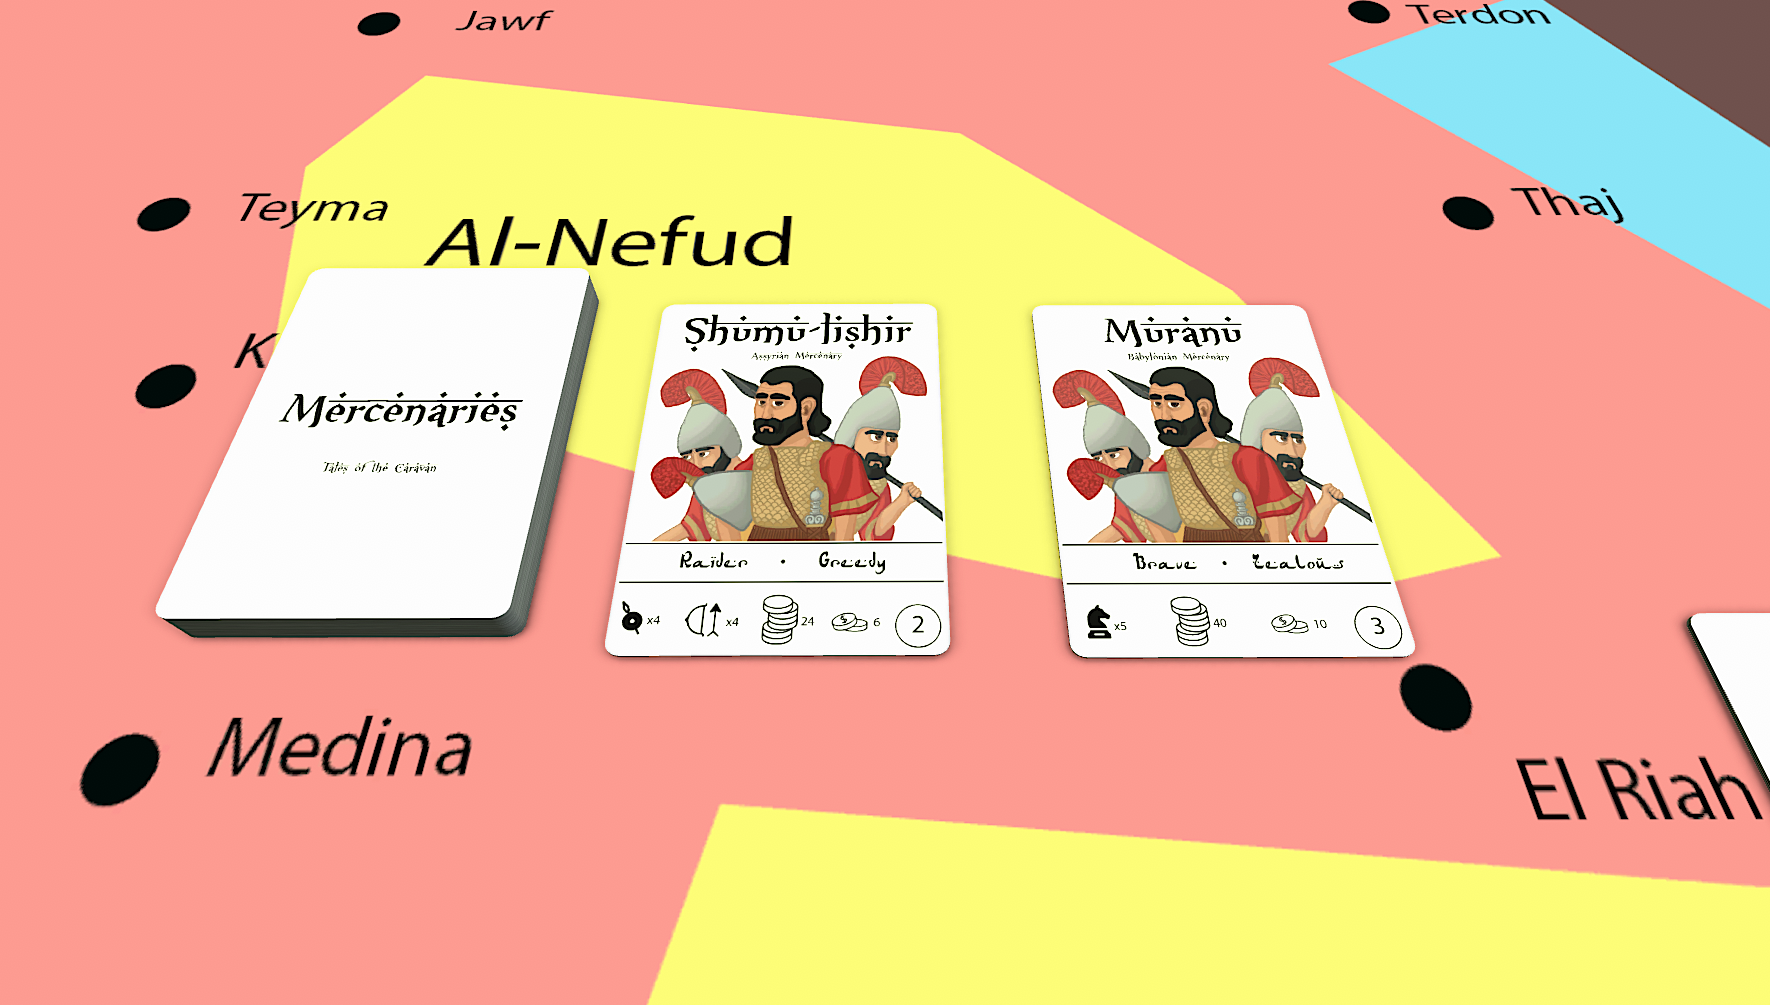 Jawf
Terdon
Teyma
Thaj
Al-Nefud
K
Mercenaries
Tales of the Caravan
Shumu-lishir
Assyrian Mercenary
Raider • Greedy
x4 x4 24 6 2
Muranu
Babylonian Mercenary
Brave • Zealous
x5 40 10 3
Medina
El Riah